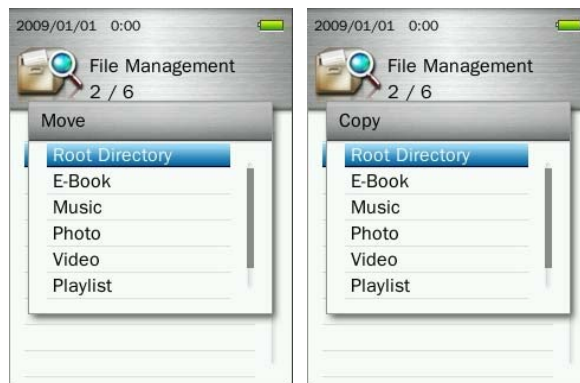 2009/01/01 0:00
File Management
2 / 6
Move
Root Directory
E-Book
Music
Photo
Video
Playlist
2009/01/01 0:00
File Management
2 / 6
Copy
Root Directory
E-Book
Music
Photo
Video
Playlist